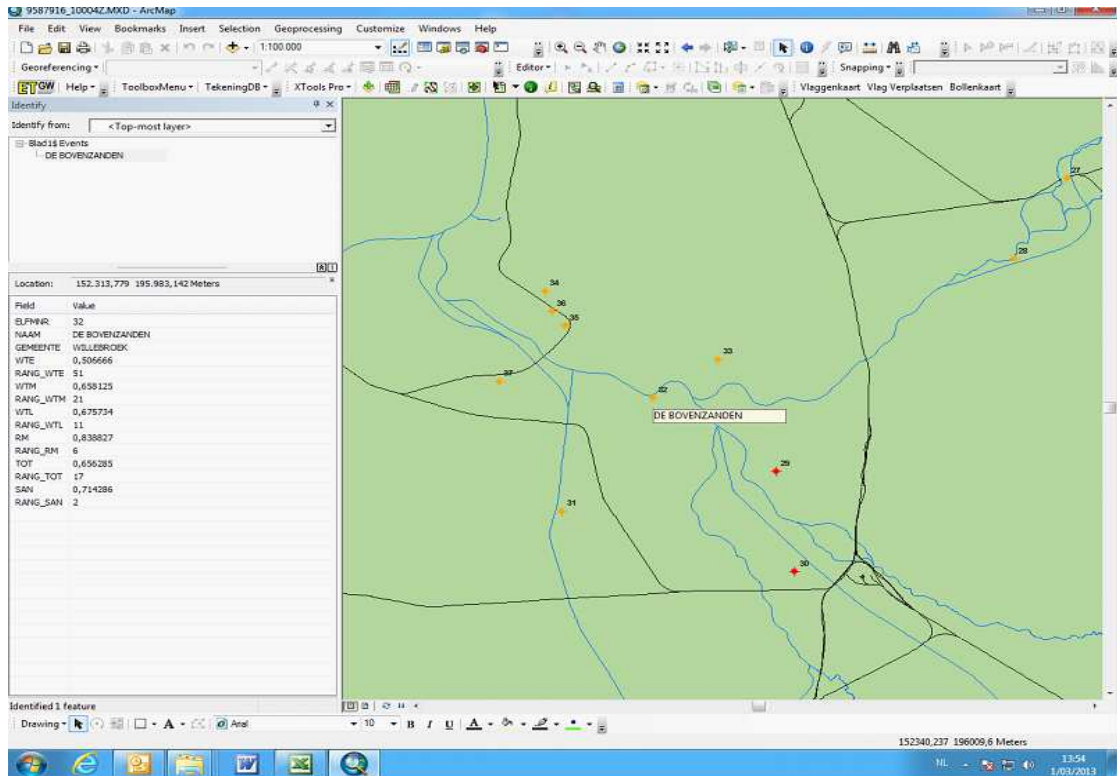 9587916_10004Z.MXD - ArcMap
File Edit View Bookmarks Insert Selection Geoprocessing Customize Windows Help
1:100.000
Georeferencing Editor Snapping
ET GW Help ToolboxMenu TekeningDB XTools Pro Vlaggenkaart Vlag Verplaatsen Bollenkaart
Identify
Identify from: <Top-most layer>
Blad1$ Events
DE BOVENZANDEN
Location: 152.313,779 195.983,142 Meters
Field Value
ELFMNR 32
NAAM DE BOVENZANDEN
GEMEENTE WILLEBROEK
WTE 0,506666
RANG_WTE 51
WTM 0,658125
RANG_WTM 21
WTL 0,675734
RANG_WTL 11
RM 0,838827
RANG_RM 6
TOT 0,656285
RANG_TOT 17
SAN 0,714286
RANG_SAN 2
27
28
34
36
35
33
37
32
DE BOVENZANDEN
29
31
30
Identified 1 feature
Drawing A Arial 10 B I U A
152340,237 196009,6 Meters
NL 13:54
1/03/2013